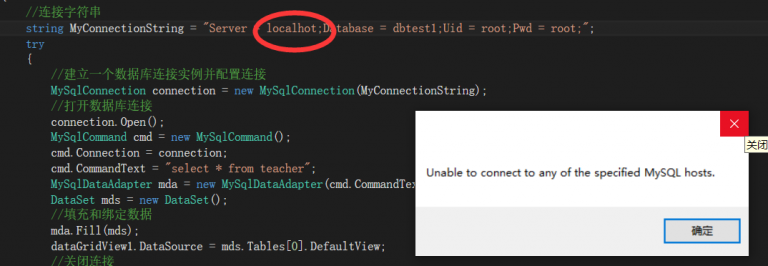 //连接字符串
string MyConnectionString = "Server = localhot;Database = dbtest1;Uid = root;Pwd = root;";
try
{
//建立一个数据库连接实例并配置连接
MySqlConnection connection = new MySqlConnection(MyConnectionString);
//打开数据库连接
connection.Open();
MySqlCommand cmd = new MySqlCommand();
cmd.Connection = connection;
cmd.CommandText = "select * from teacher";
MySqlDataAdapter mda = new MySqlDataAdapter(cmd.CommandTex
DataSet mds = new DataSet();
//填充和绑定数据
mda.Fill(mds);
dataGridView1.DataSource = mds.Tables[0].DefaultView;
//关闭连接
关闭
Unable to connect to any of the specified MySQL hosts.
确定